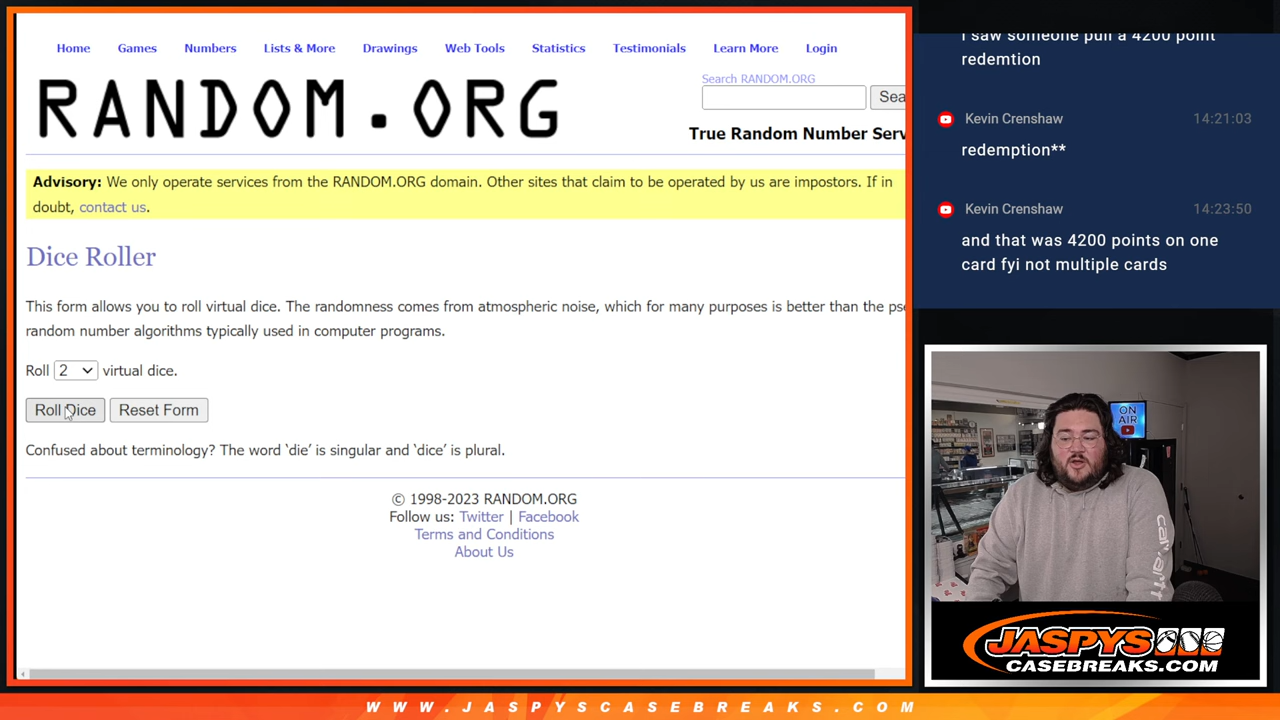 Home Games Numbers Lists & More Drawings Web Tools Statistics Testimonials Learn More Login
RANDOM.ORG
Search RANDOM.ORG
Sea
True Random Number Serv
Advisory: We only operate services from the RANDOM.ORG domain. Other sites that claim to be operated by us are impostors. If in
doubt, contact us.
Dice Roller
This form allows you to roll virtual dice. The randomness comes from atmospheric noise, which for many purposes is better than the pse
random number algorithms typically used in computer programs.
Roll 2 virtual dice.
Roll Dice Reset Form
Confused about terminology? The word ‘die’ is singular and ‘dice’ is plural.
© 1998-2023 RANDOM.ORG
Follow us: Twitter | Facebook
Terms and Conditions
About Us
I saw someone pull a 4200 point
redemtion
Kevin Crenshaw 14:21:03
redemption**
Kevin Crenshaw 14:23:50
and that was 4200 points on one
card fyi not multiple cards
ON
AIR
JASPYS
CASEBREAKS.COM
WWW.JASPYSCASEBREAKS.COM